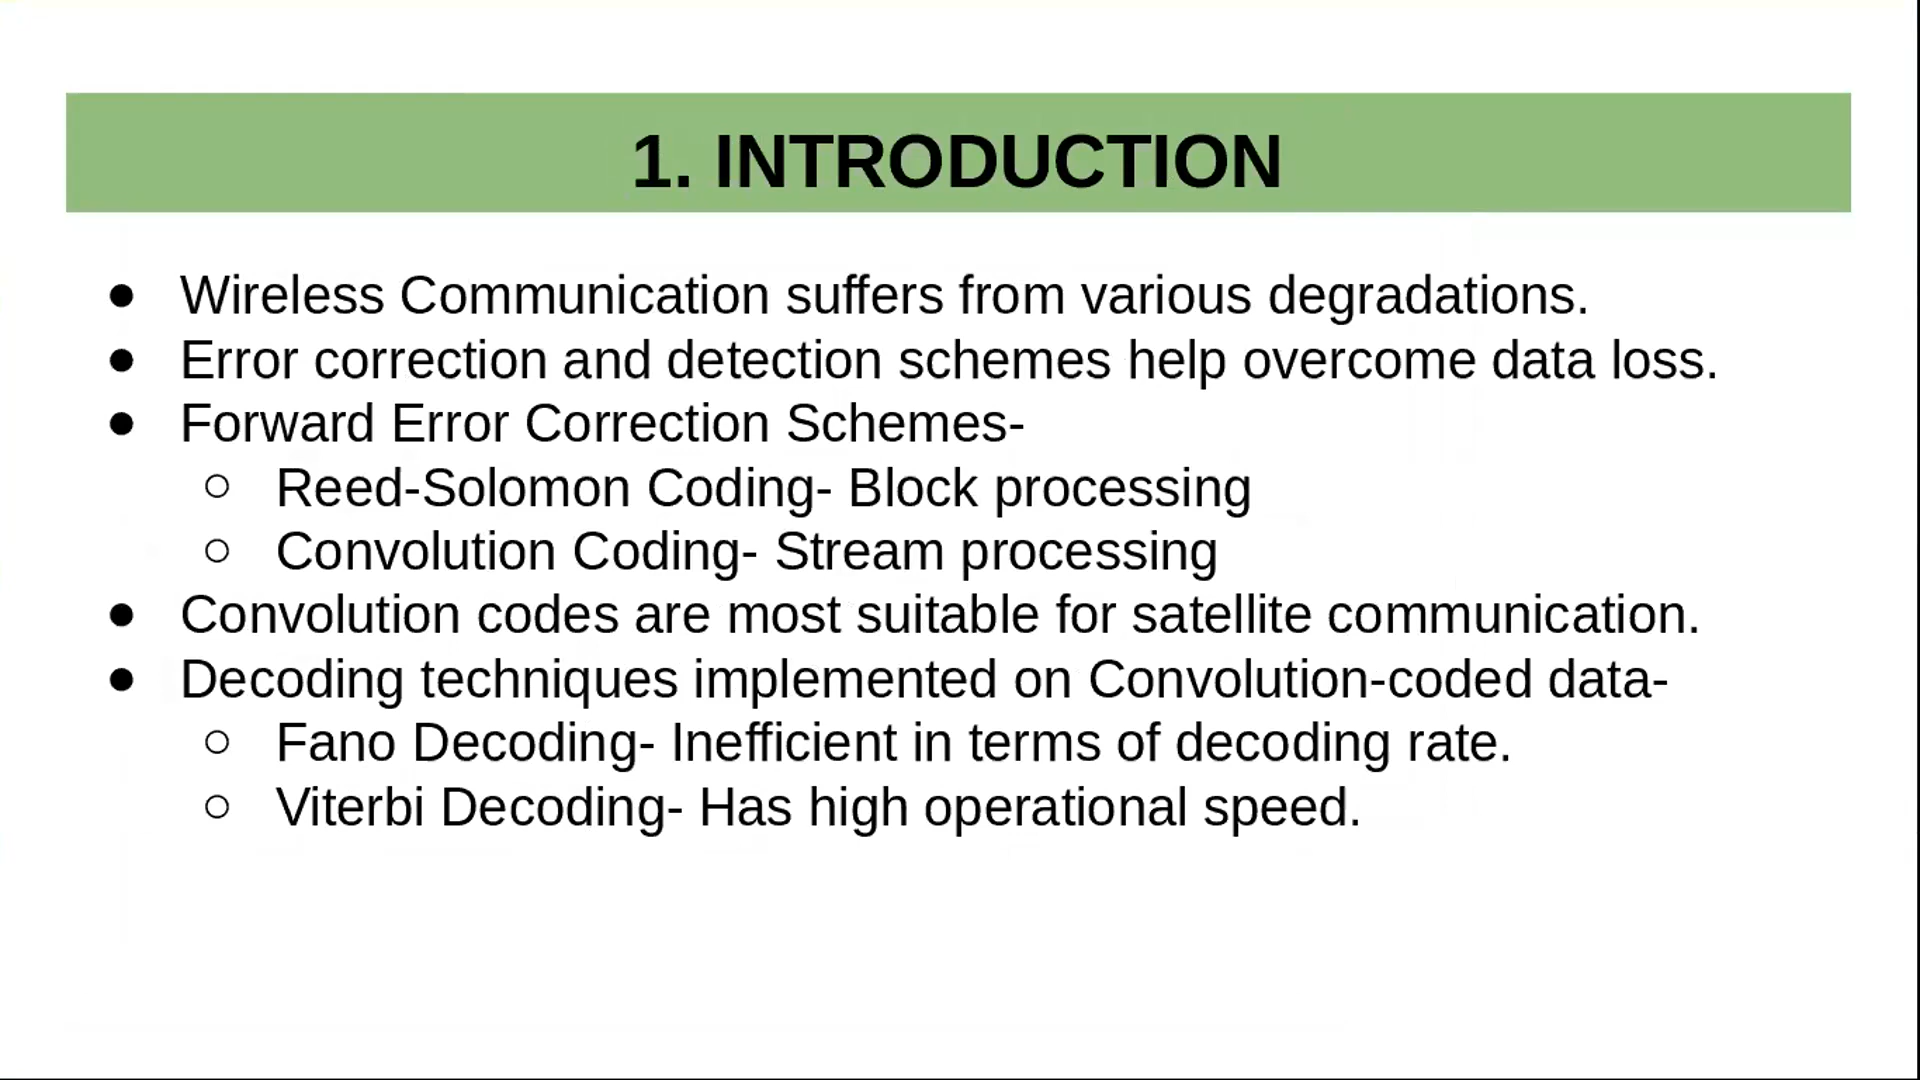 1. INTRODUCTION
● Wireless Communication suffers from various degradations.
● Error correction and detection schemes help overcome data loss.
● Forward Error Correction Schemes-
○ Reed-Solomon Coding- Block processing
○ Convolution Coding- Stream processing
● Convolution codes are most suitable for satellite communication.
● Decoding techniques implemented on Convolution-coded data-
○ Fano Decoding- Inefficient in terms of decoding rate.
○ Viterbi Decoding- Has high operational speed.